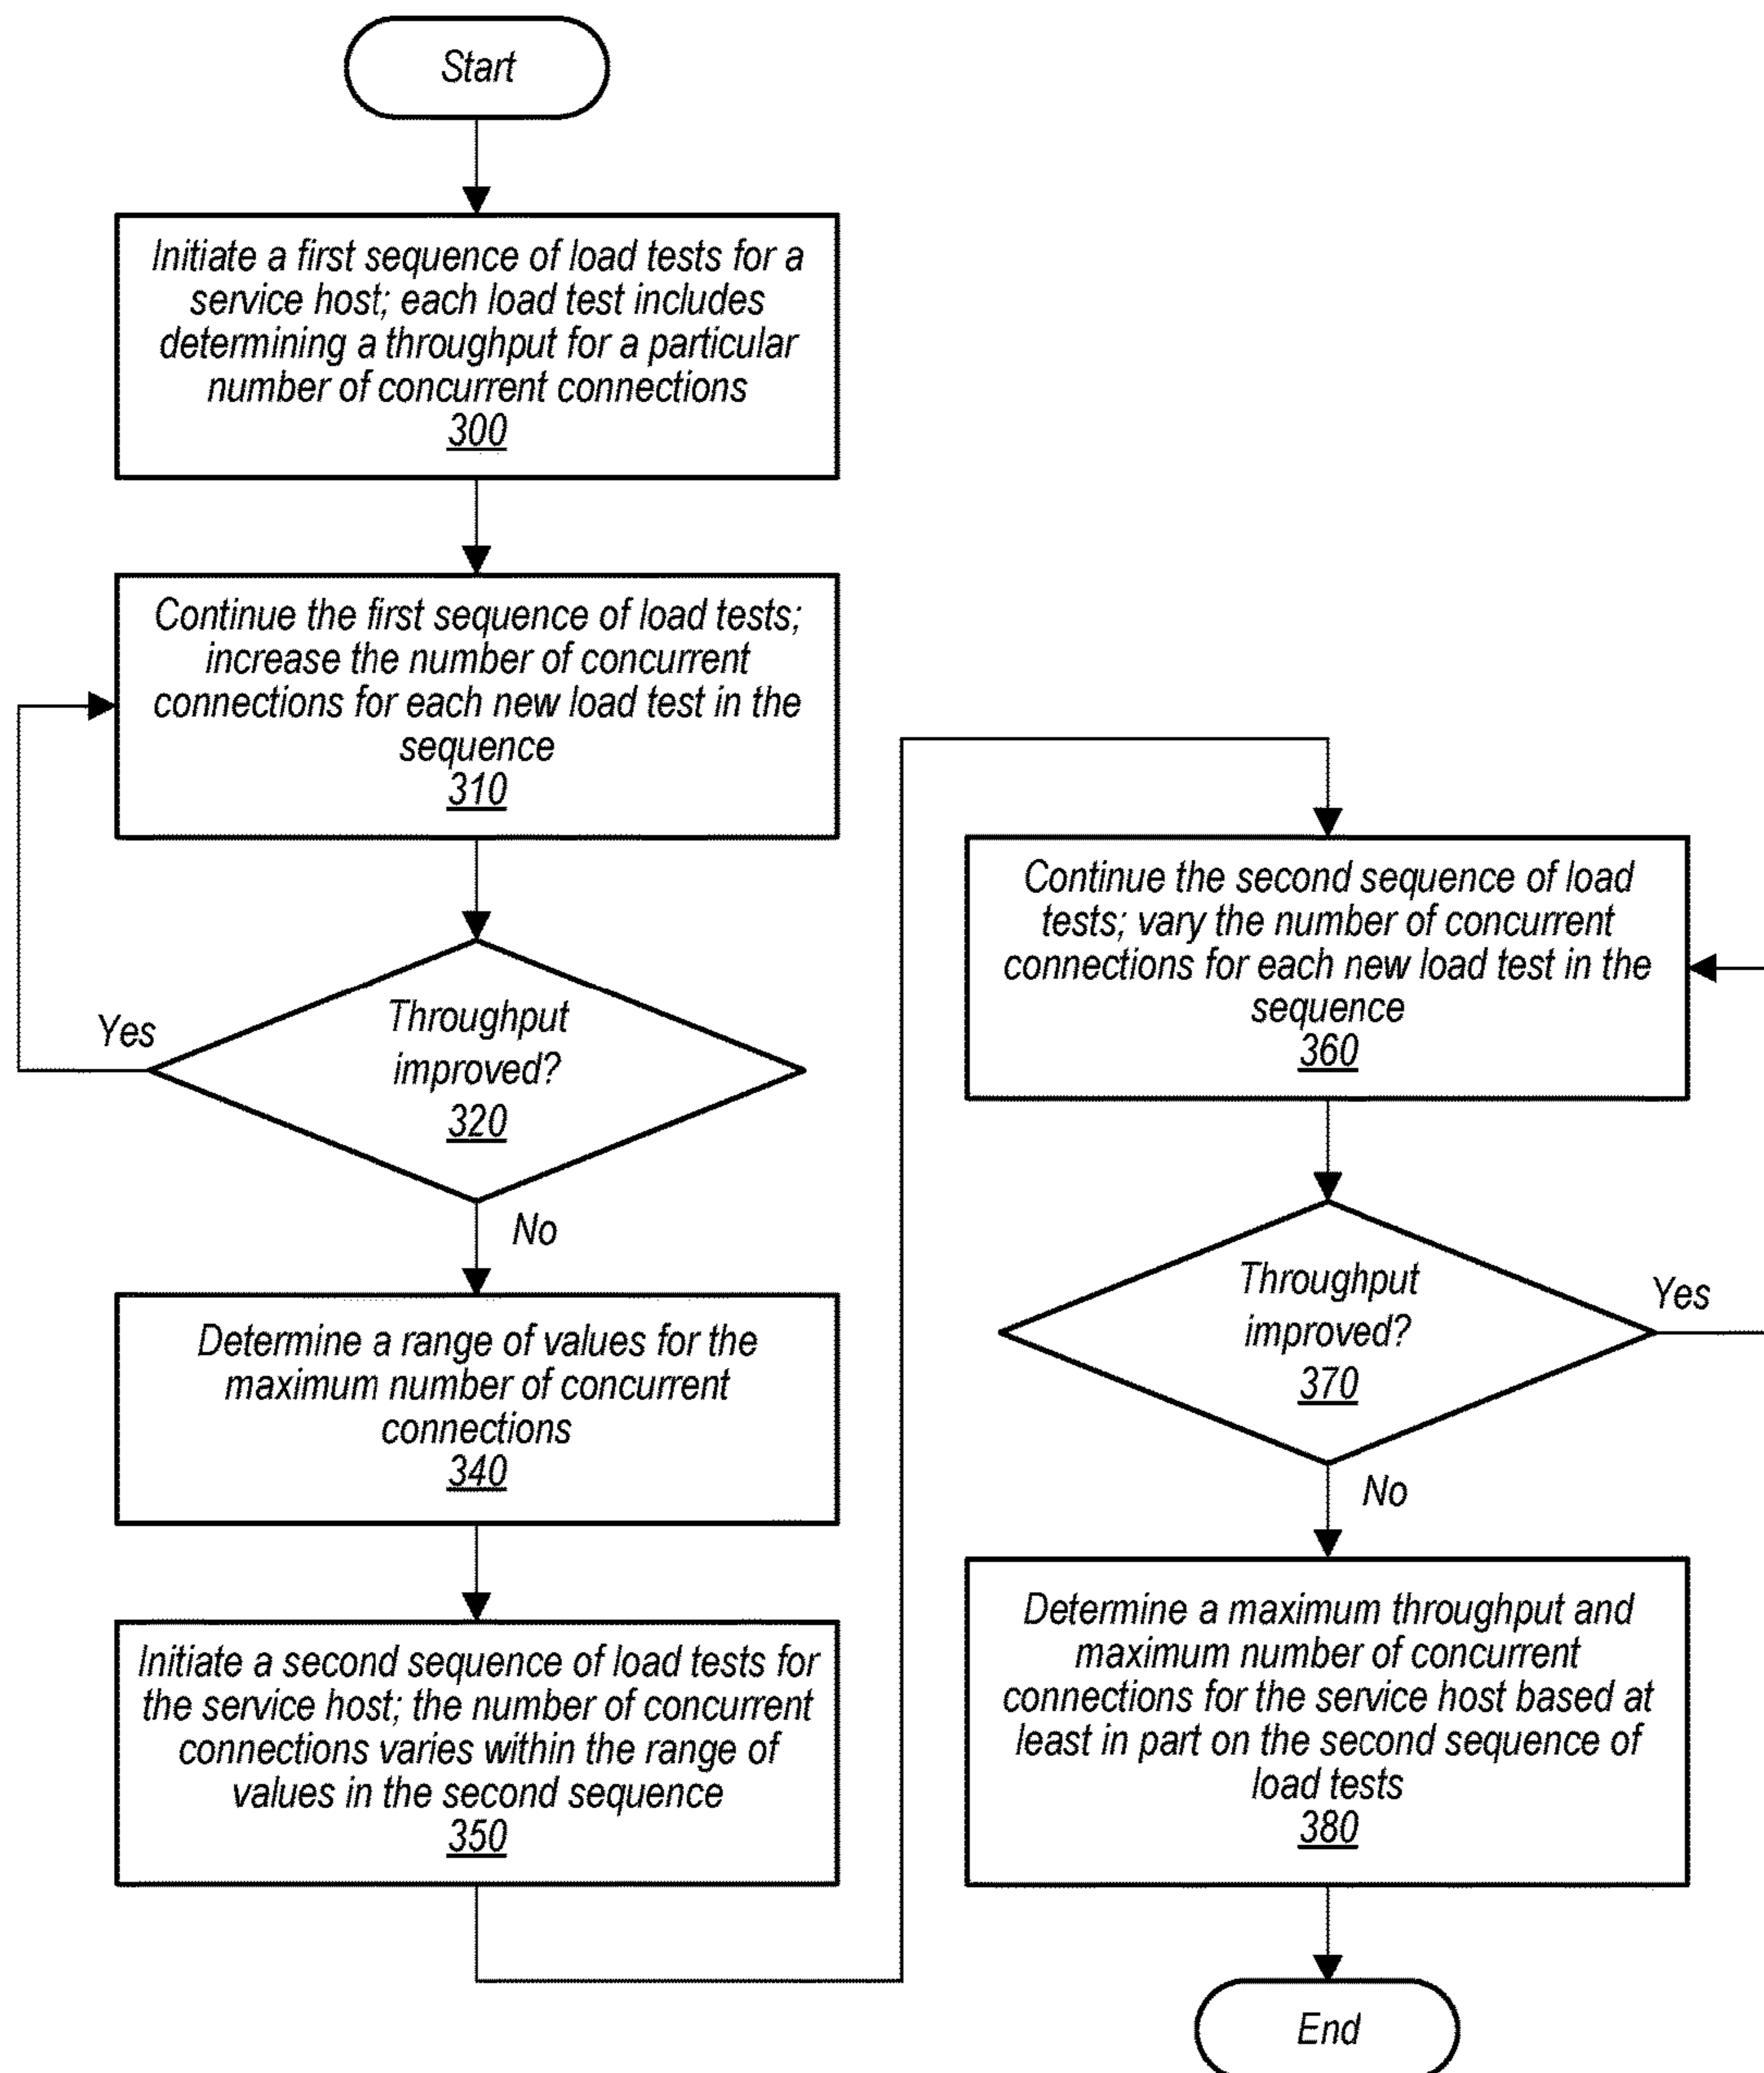 Start
Initiate a first sequence of load tests for a
service host; each load test includes
determining a throughput for a particular
number of concurrent connections
300
Continue the first sequence of load tests;
increase the number of concurrent
connections for each new load test in the
sequence
310
Throughput
improved?
320
Yes
No
Determine a range of values for the
maximum number of concurrent
connections
340
Initiate a second sequence of load tests for
the service host; the number of concurrent
connections varies within the range of
values in the second sequence
350
Continue the second sequence of load
tests; vary the number of concurrent
connections for each new load test in the
sequence
360
Throughput
improved?
370
Yes
No
Determine a maximum throughput and
maximum number of concurrent
connections for the service host based at
least in part on the second sequence of
load tests
380
End